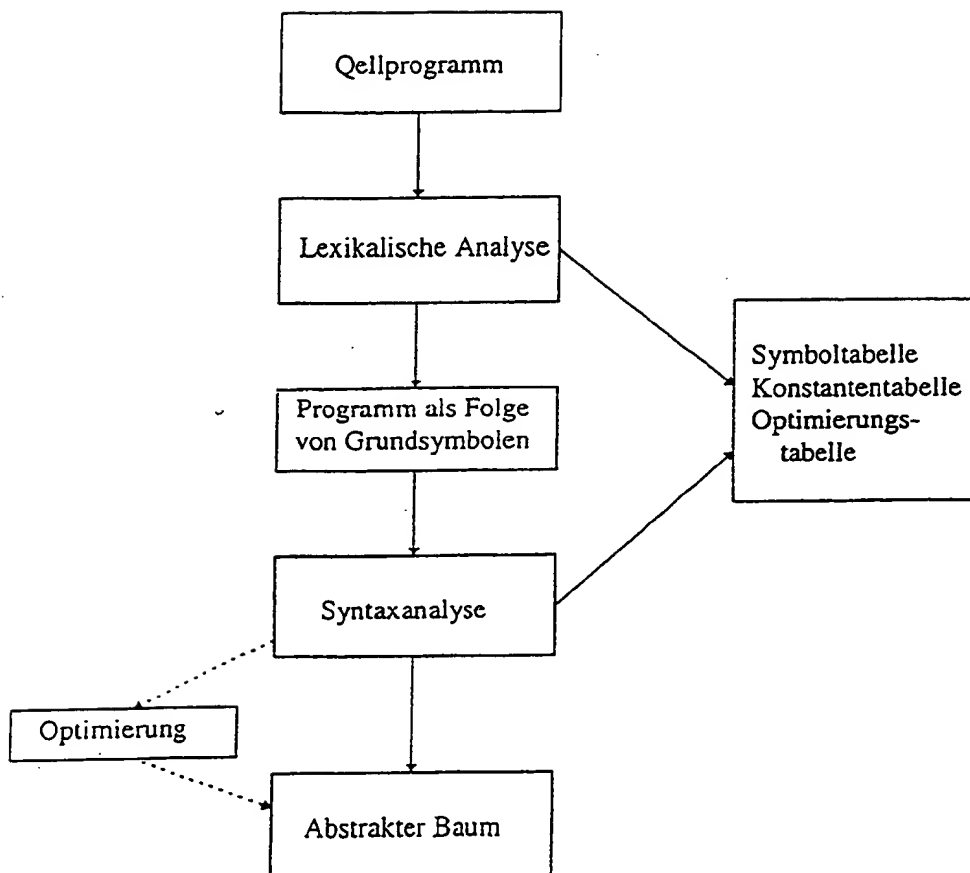 Qellprogramm
Lexikalische Analyse
Symboltabelle
Konstantentabelle
Optimierungs-
tabelle
Programm als Folge
von Grundsymbolen
Syntaxanalyse
Optimierung
Abstrakter Baum